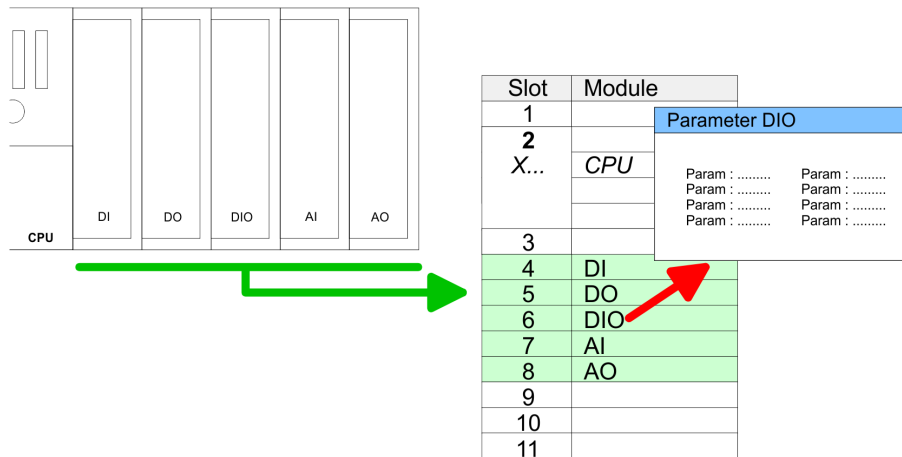 DI DO DIO AI AO
CPU
Slot Module
1
2
X... CPU
3
4 DI
5 DO
6 DIO
7 AI
8 AO
9
10
11
Parameter DIO
Param : ......... Param : .........
Param : ......... Param : .........
Param : ......... Param : .........
Param : ......... Param : .........